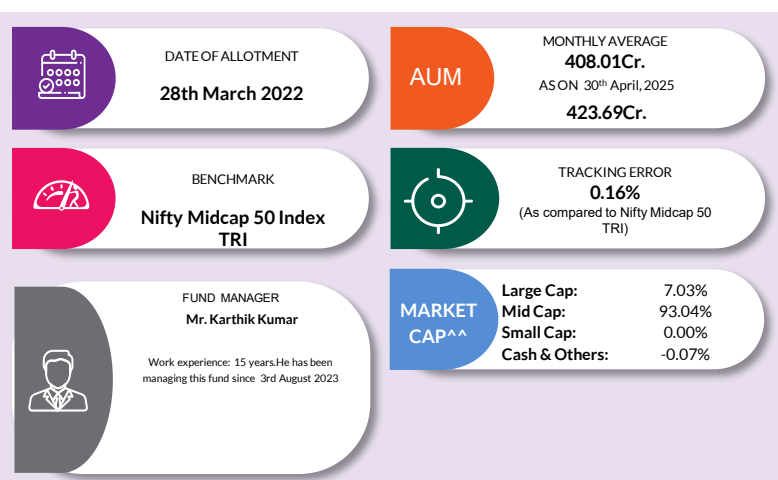 DATE OF ALLOTMENT
28th March 2022
AUM
MONTHLY AVERAGE
408.01Cr.
AS ON 30th April, 2025
423.69Cr.
BENCHMARK
Nifty Midcap 50 Index
TRI
TRACKING ERROR
0.16%
(As compared to Nifty Midcap 50
TRI)
FUND MANAGER
Mr. Karthik Kumar
Work experience: 15 years.He has been
managing this fund since 3rd August 2023
MARKET
CAP^^
Large Cap: 7.03%
Mid Cap: 93.04%
Small Cap: 0.00%
Cash & Others: -0.07%